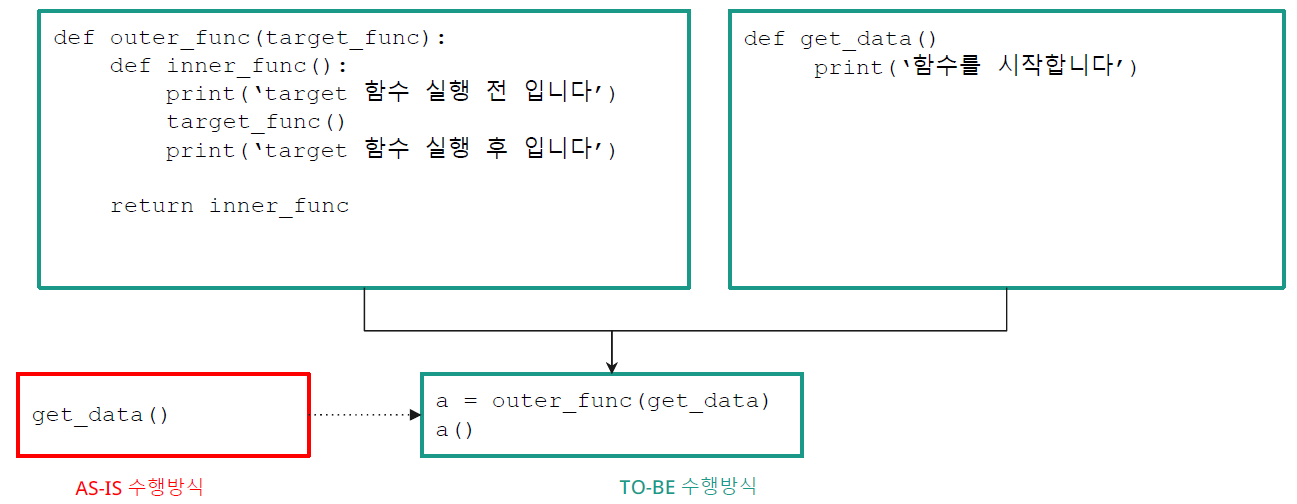 def outer_func(target_func):
    def inner_func():
        print(‘target 함수 실행 전 입니다’)
        target_func()
        print(‘target 함수 실행 후 입니다’)
    return inner_func
def get_data()
     print(‘함수를 시작합니다’)
get_data()
a = outer_func(get_data)
a()
AS-IS 수행방식
TO-BE 수행방식